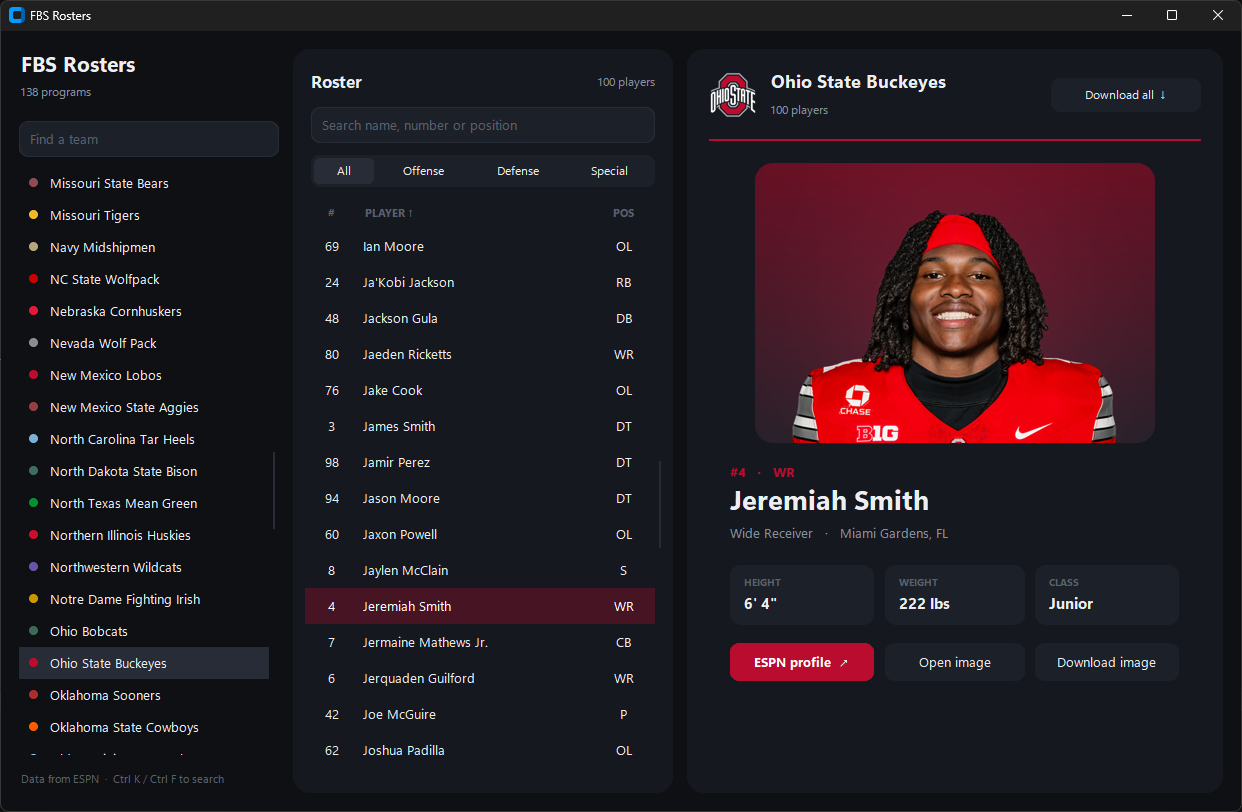 FBS Rosters
FBS Rosters
138 programs
Find a team
Missouri State Bears
Missouri Tigers
Navy Midshipmen
NC State Wolfpack
Nebraska Cornhuskers
Nevada Wolf Pack
New Mexico Lobos
New Mexico State Aggies
North Carolina Tar Heels
North Dakota State Bison
North Texas Mean Green
Northern Illinois Huskies
Northwestern Wildcats
Notre Dame Fighting Irish
Ohio Bobcats
Ohio State Buckeyes
Oklahoma Sooners
Oklahoma State Cowboys
Data from ESPN · Ctrl K / Ctrl F to search
Roster 100 players
Search name, number or position
All Offense Defense Special
# PLAYER ↑ POS
69 Ian Moore OL
24 Ja'Kobi Jackson RB
48 Jackson Gula DB
80 Jaeden Ricketts WR
76 Jake Cook OL
3 James Smith DT
98 Jamir Perez DT
94 Jason Moore DT
60 Jaxon Powell OL
8 Jaylen McClain S
4 Jeremiah Smith WR
7 Jermaine Mathews Jr. CB
6 Jerquaden Guilford WR
42 Joe McGuire P
62 Joshua Padilla OL
OHIO STATE
Ohio State Buckeyes
100 players
Download all ↓
CHASE
B1G
#4 · WR
Jeremiah Smith
Wide Receiver · Miami Gardens, FL
HEIGHT WEIGHT CLASS
6' 4" 222 lbs Junior
ESPN profile ↗ Open image Download image